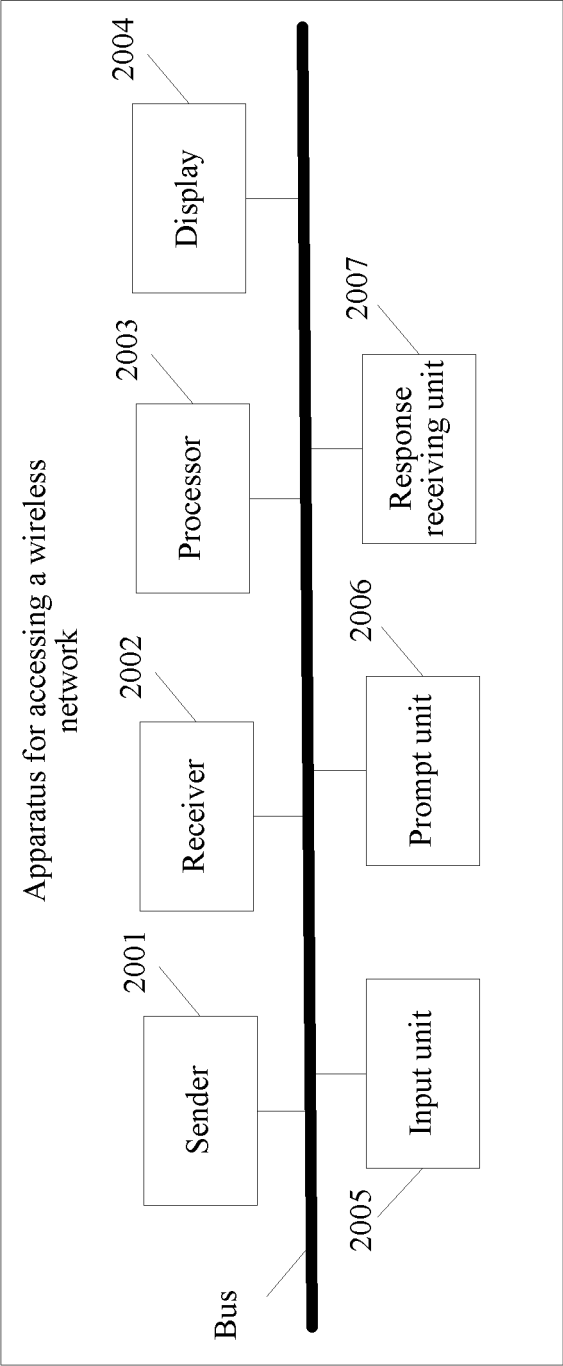 Apparatus for accessing a wireless
network
2001
2002
2003
2004
Sender
Receiver
Processor
Display
Bus
2005
2006
2007
Input unit
Prompt unit
Response
receiving unit